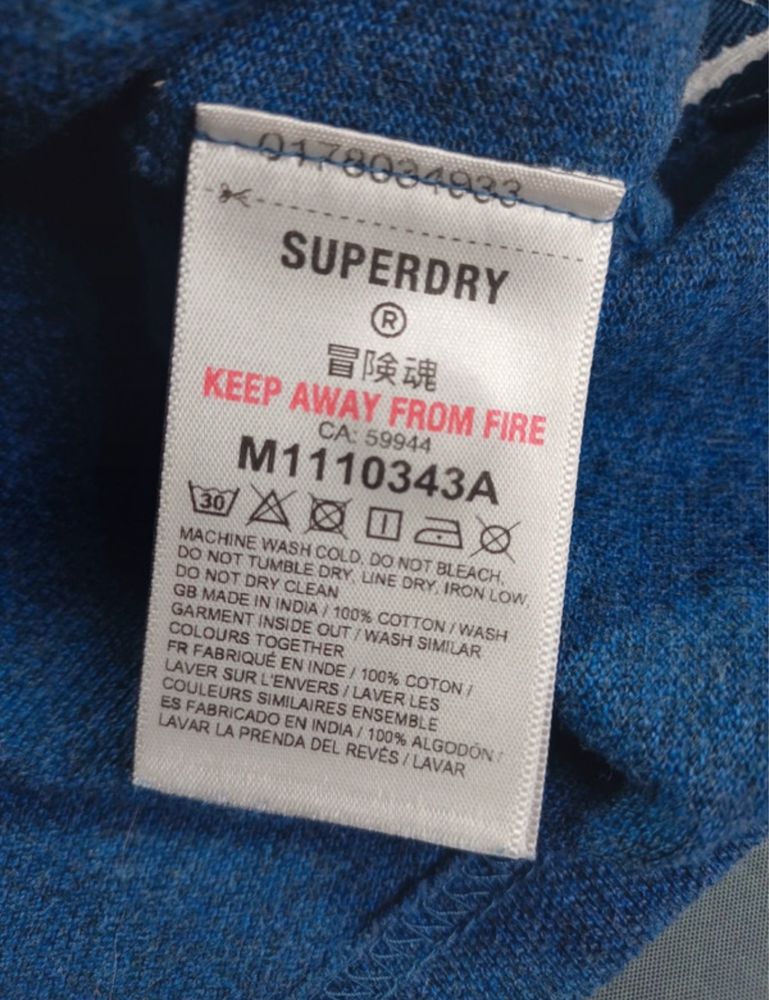 0178034933
SUPERDRY
®
冒険魂
KEEP AWAY FROM FIRE
CA: 59944
M1110343A
30
MACHINE WASH COLD, DO NOT BLEACH,
DO NOT TUMBLE DRY, LINE DRY, IRON LOW,
DO NOT DRY CLEAN
GB MADE IN INDIA / 100% COTTON / WASH
GARMENT INSIDE OUT / WASH SIMILAR
COLOURS TOGETHER
FR FABRIQUÉ EN INDE / 100% COTON /
LAVER SUR L'ENVERS / LAVER LES
COULEURS SIMILAIRES ENSEMBLE
ES FABRICADO EN INDIA / 100% ALGODÓN /
LAVAR LA PRENDA DEL REVÉS / LAVAR